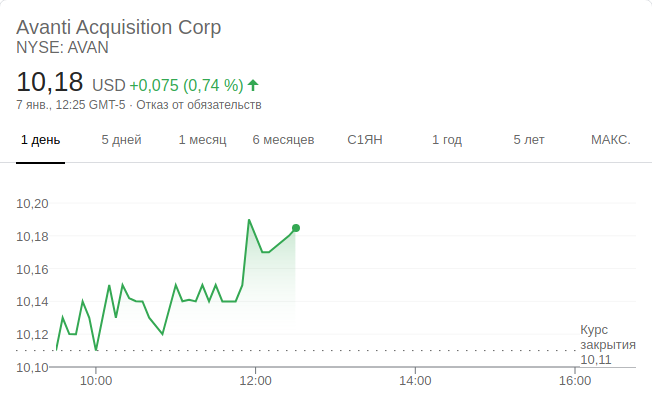 Avanti Acquisition Corp
NYSE: AVAN
10,18 USD +0,075 (0,74 %)
7 янв., 12:25 GMT-5 · Отказ от обязательств
1 день 5 дней 1 месяц 6 месяцев С1ЯН 1 год 5 лет МАКС.
10,20
10,18
10,16
10,14
10,12
10,10
Курс
закрытия
10,11
10:00 12:00 14:00 16:00